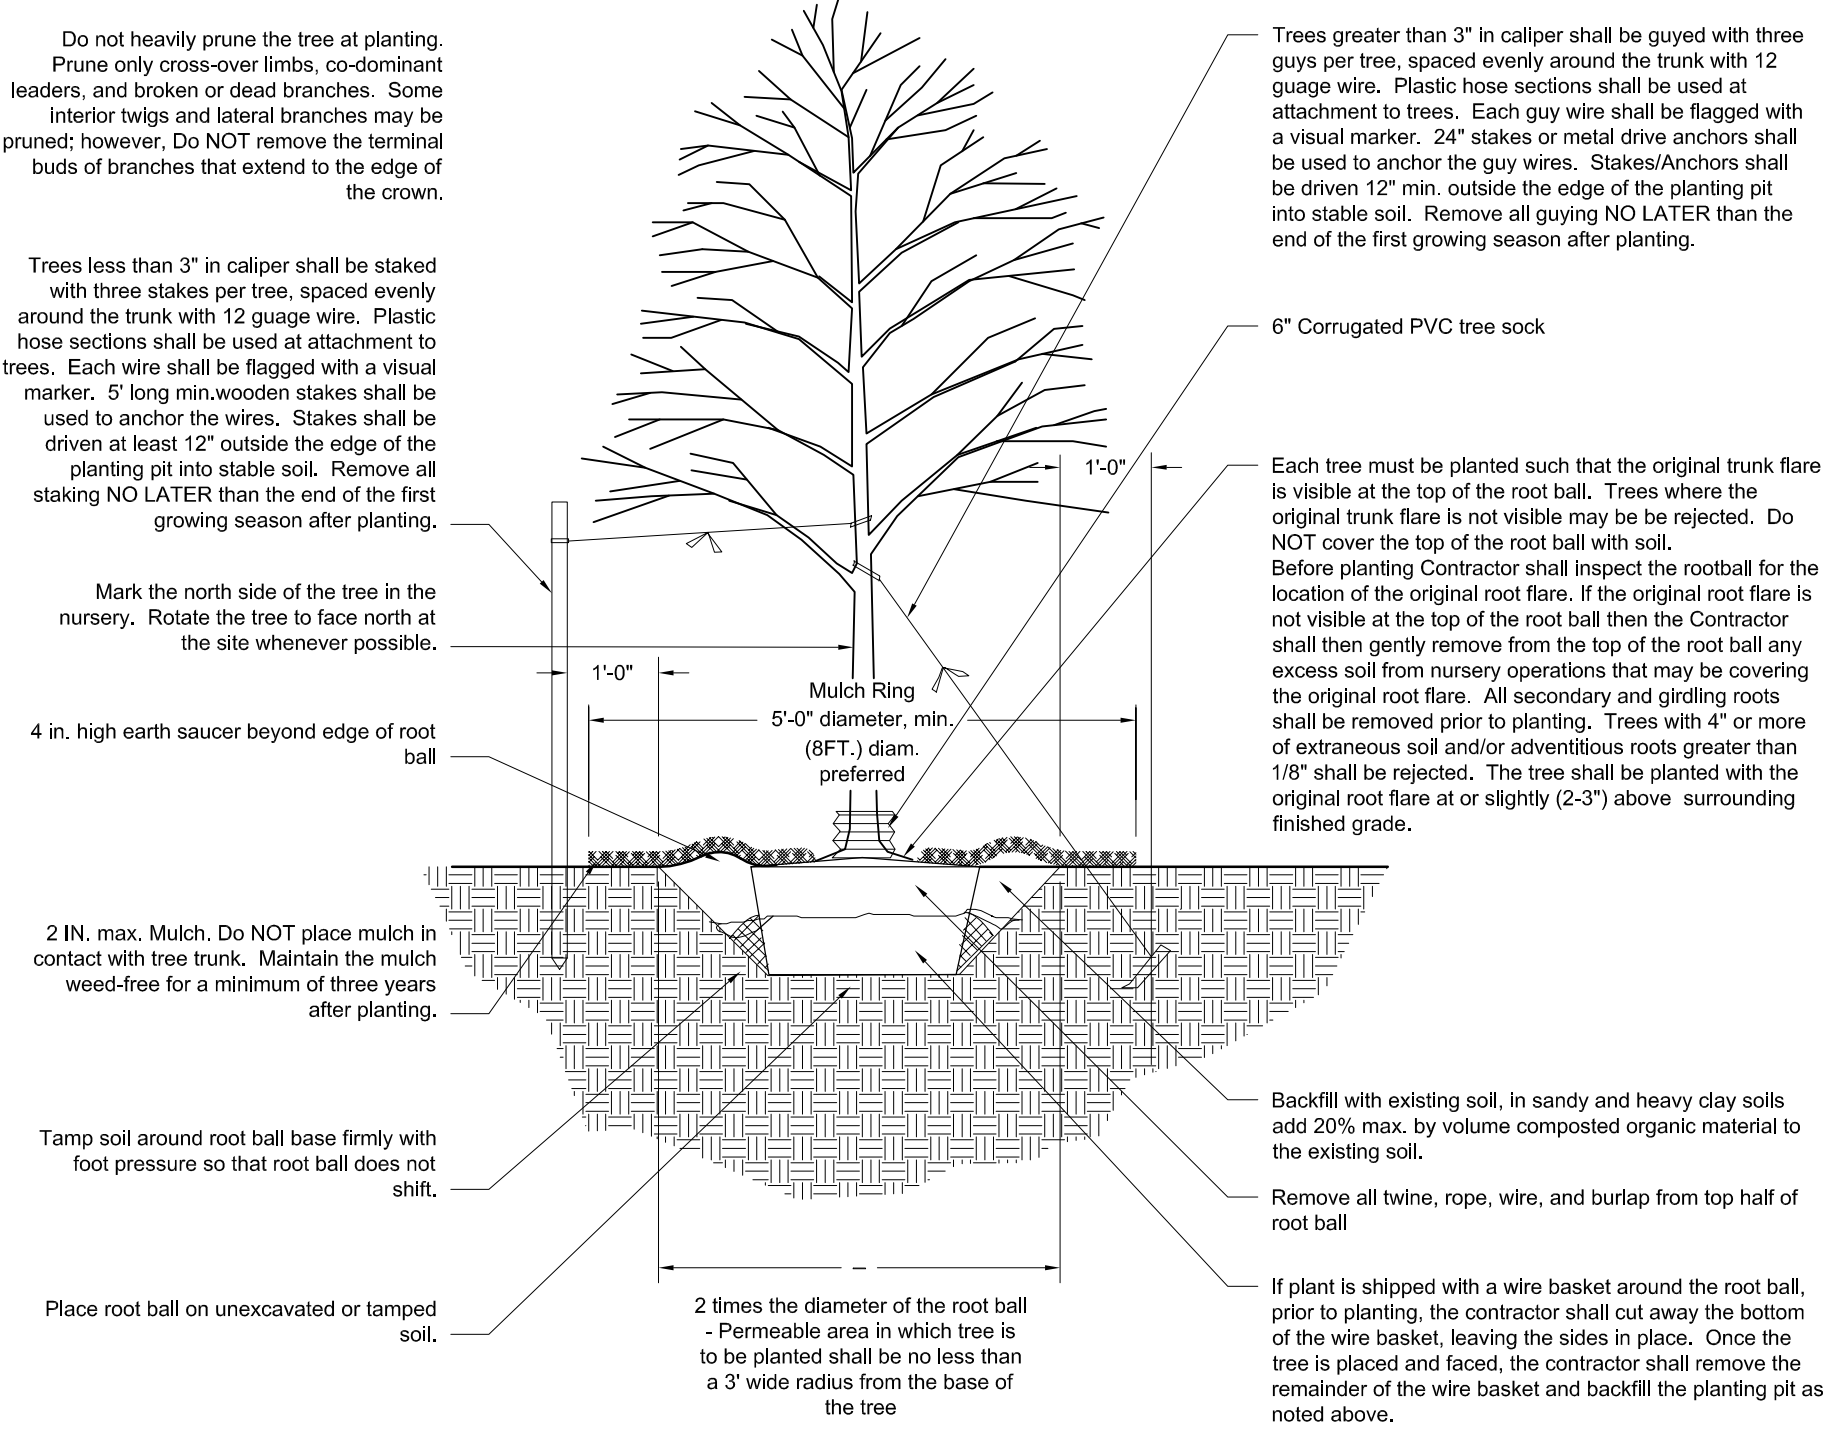 Do not heavily prune the tree at planting.
Prune only cross-over limbs, co-dominant
leaders, and broken or dead branches. Some
interior twigs and lateral branches may be
pruned; however, Do NOT remove the terminal
buds of branches that extend to the edge of
the crown.
Trees less than 3" in caliper shall be staked
with three stakes per tree, spaced evenly
around the trunk with 12 guage wire. Plastic
hose sections shall be used at attachment to
trees. Each wire shall be flagged with a visual
marker. 5' long min.wooden stakes shall be
used to anchor the wires. Stakes shall be
driven at least 12" outside the edge of the
planting pit into stable soil. Remove all
staking NO LATER than the end of the first
growing season after planting.
Mark the north side of the tree in the
nursery. Rotate the tree to face north at
the site whenever possible.
4 in. high earth saucer beyond edge of root
ball
2 IN. max. Mulch. Do NOT place mulch in
contact with tree trunk. Maintain the mulch
weed-free for a minimum of three years
after planting.
Tamp soil around root ball base firmly with
foot pressure so that root ball does not
shift.
Place root ball on unexcavated or tamped
soil.
1'-0"
1'-0"
Mulch Ring
5'-0" diameter, min.
(8FT.) diam.
preferred
–
2 times the diameter of the root ball
- Permeable area in which tree is
to be planted shall be no less than
a 3' wide radius from the base of
the tree
Trees greater than 3" in caliper shall be guyed with three
guys per tree, spaced evenly around the trunk with 12
guage wire. Plastic hose sections shall be used at
attachment to trees. Each guy wire shall be flagged with
a visual marker. 24" stakes or metal drive anchors shall
be used to anchor the guy wires. Stakes/Anchors shall
be driven 12" min. outside the edge of the planting pit
into stable soil. Remove all guying NO LATER than the
end of the first growing season after planting.
6" Corrugated PVC tree sock
Each tree must be planted such that the original trunk flare
is visible at the top of the root ball. Trees where the
original trunk flare is not visible may be be rejected. Do
NOT cover the top of the root ball with soil.
Before planting Contractor shall inspect the rootball for the
location of the original root flare. If the original root flare is
not visible at the top of the root ball then the Contractor
shall then gently remove from the top of the root ball any
excess soil from nursery operations that may be covering
the original root flare. All secondary and girdling roots
shall be removed prior to planting. Trees with 4" or more
of extraneous soil and/or adventitious roots greater than
1/8" shall be rejected. The tree shall be planted with the
original root flare at or slightly (2-3") above surrounding
finished grade.
Backfill with existing soil, in sandy and heavy clay soils
add 20% max. by volume composted organic material to
the existing soil.
Remove all twine, rope, wire, and burlap from top half of
root ball
If plant is shipped with a wire basket around the root ball,
prior to planting, the contractor shall cut away the bottom
of the wire basket, leaving the sides in place. Once the
tree is placed and faced, the contractor shall remove the
remainder of the wire basket and backfill the planting pit as
noted above.